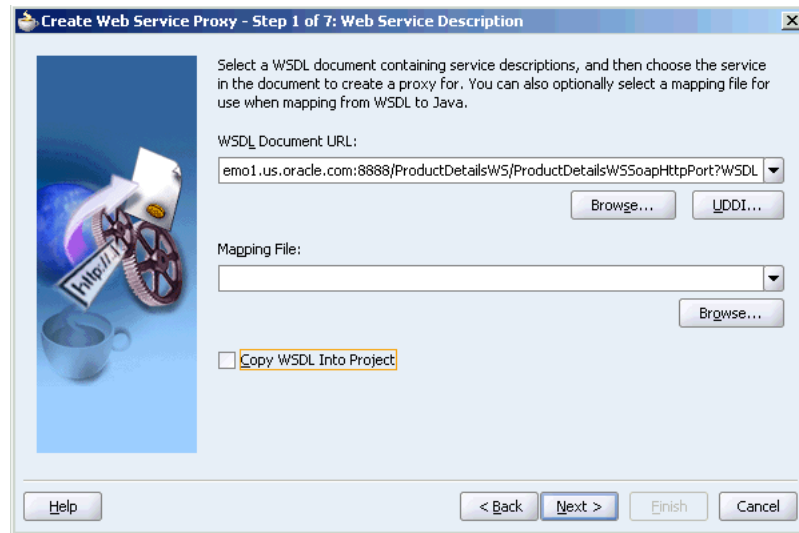 Create Web Service Proxy - Step 1 of 7: Web Service Description
Select a WSDL document containing service descriptions, and then choose the service
in the document to create a proxy for. You can also optionally select a mapping file for
use when mapping from WSDL to Java.
WSDL Document URL:
emo1.us.oracle.com:8888/ProductDetailsWS/ProductDetailsWSSoapHttpPort?WSDL
Browse... UDDI...
Mapping File:
Browse...
http://
Copy WSDL Into Project
Help < Back Next > Finish Cancel